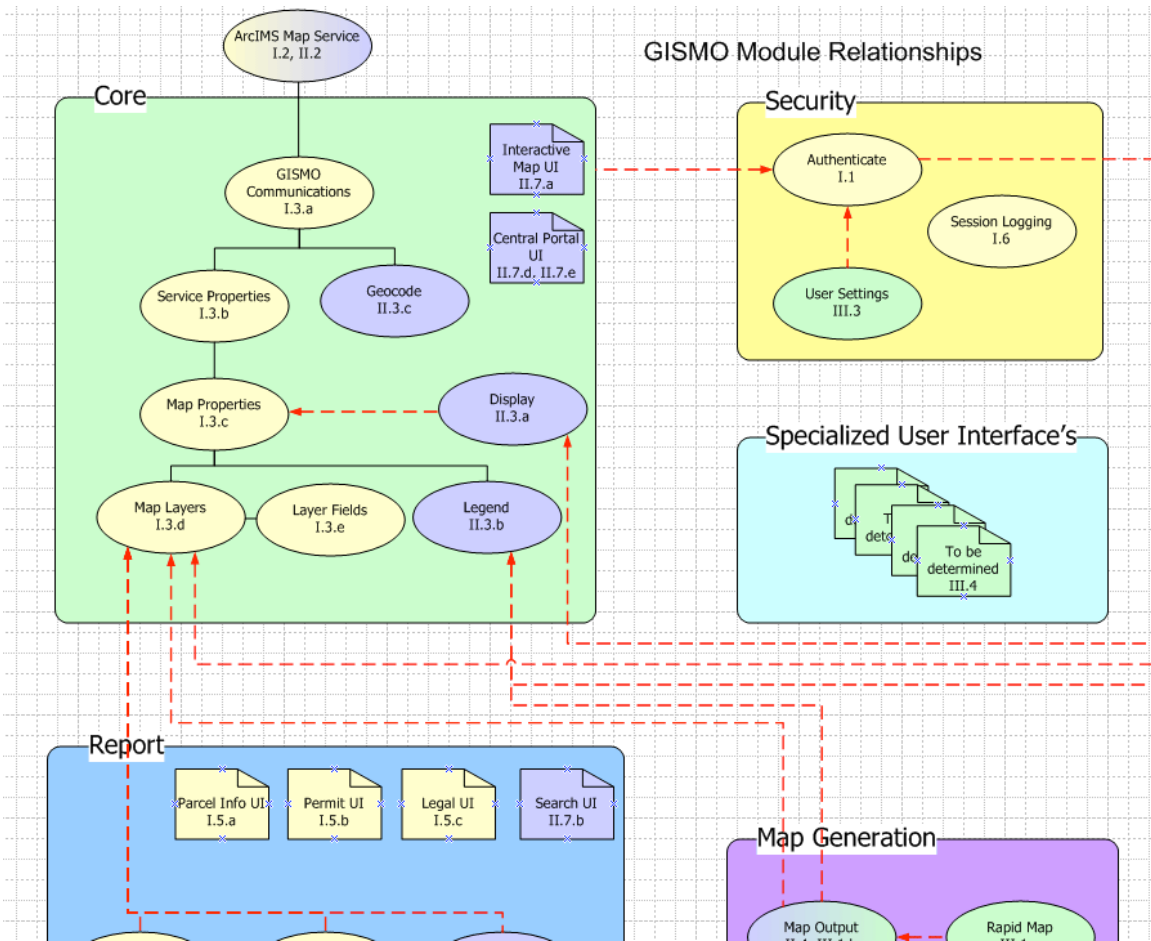 ArcIMS Map Service
I.2, II.2
GISMO Module Relationships
Core
GISMO
Communications
I.3.a
Interactive
Map UI
II.7.a
Central Portal
UI
II.7.d, II.7.e
Service Properties
I.3.b
Geocode
II.3.c
Map Properties
I.3.c
Display
II.3.a
Map Layers
I.3.d
Layer Fields
I.3.e
Legend
II.3.b
Security
Authenticate
I.1
Session Logging
I.6
User Settings
III.3
Specialized User Interface's
To be
determined
III.4
Report
Parcel Info UI
I.5.a
Permit UI
I.5.b
Legal UI
I.5.c
Search UI
II.7.b
Map Generation
Map Output
Rapid Map